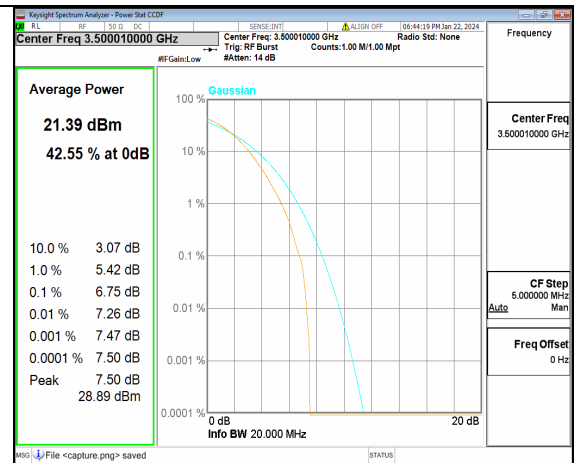 Keysight Spectrum Analyzer - Power Stat CCDF
LXI RL RF 50 Ω DC SENSE:INT ALIGN OFF 06:44:19 PM Jan 22, 2024
Center Freq 3.500010000 GHz
Center Freq: 3.500010000 GHz Radio Std: None
Trig: RF Burst Counts:1.00 M/1.00 Mpt
#IFGain:Low #Atten: 14 dB
Frequency
Average Power
21.39 dBm
42.55 % at 0dB
10.0 % 3.07 dB
1.0 % 5.42 dB
0.1 % 6.75 dB
0.01 % 7.26 dB
0.001 % 7.47 dB
0.0001 % 7.50 dB
Peak 7.50 dB
28.89 dBm
Gaussian
100 %
10 %
1 %
0.1 %
0.01 %
0.001 %
0.0001 %
0 dB 20 dB
Info BW 20.000 MHz
Center Freq
3.500010000 GHz
CF Step
5.000000 MHz
Auto Man
Freq Offset
0 Hz
MSG File <capture.png> saved STATUS